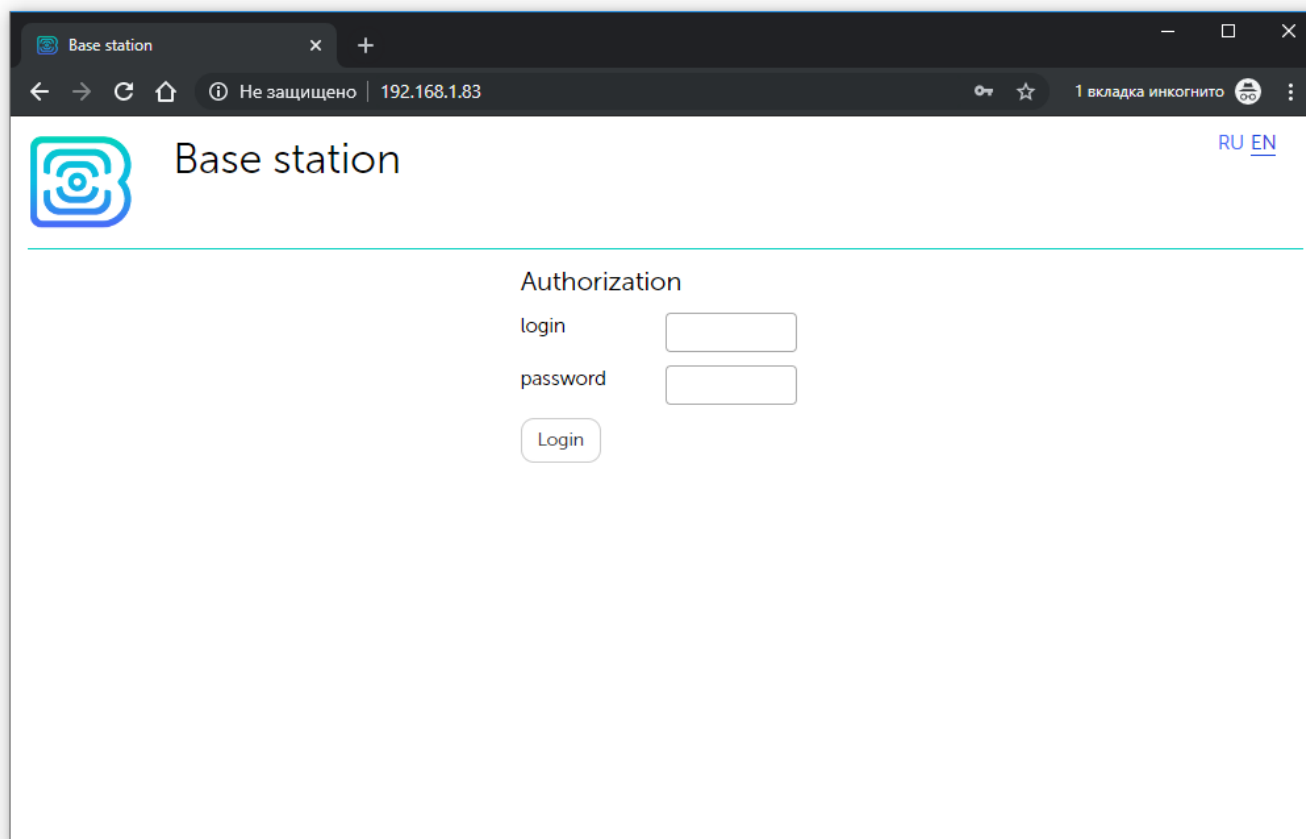 Base station
Не защищено 192.168.1.83 1 вкладка инкогнито
Base station
RU EN
Authorization
login
password
Login